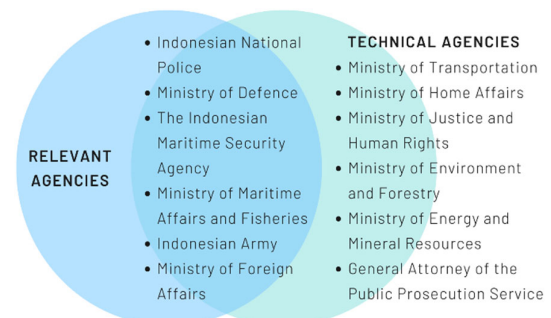 RELEVANT
AGENCIES
• Indonesian National
Police
• Ministry of Defence
• The Indonesian
Maritime Security
Agency
• Ministry of Maritime
Affairs and Fisheries
• Indonesian Army
• Ministry of Foreign
Affairs
TECHNICAL AGENCIES
• Ministry of Transportation
• Ministry of Home Affairs
• Ministry of Justice and
Human Rights
• Ministry of Environment
and Forestry
• Ministry of Energy and
Mineral Resources
• General Attorney of the
Public Prosecution Service